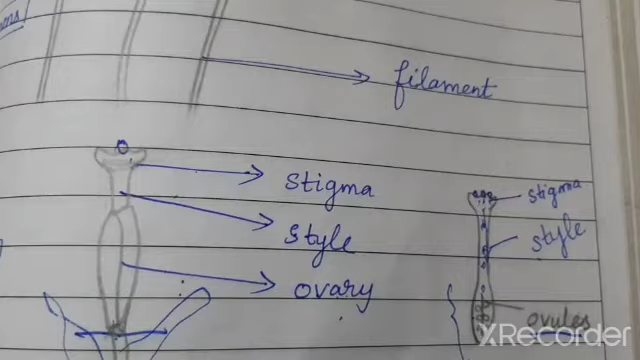 filament
stigma
style
ovary
stigma
style
ovules
XRecorder